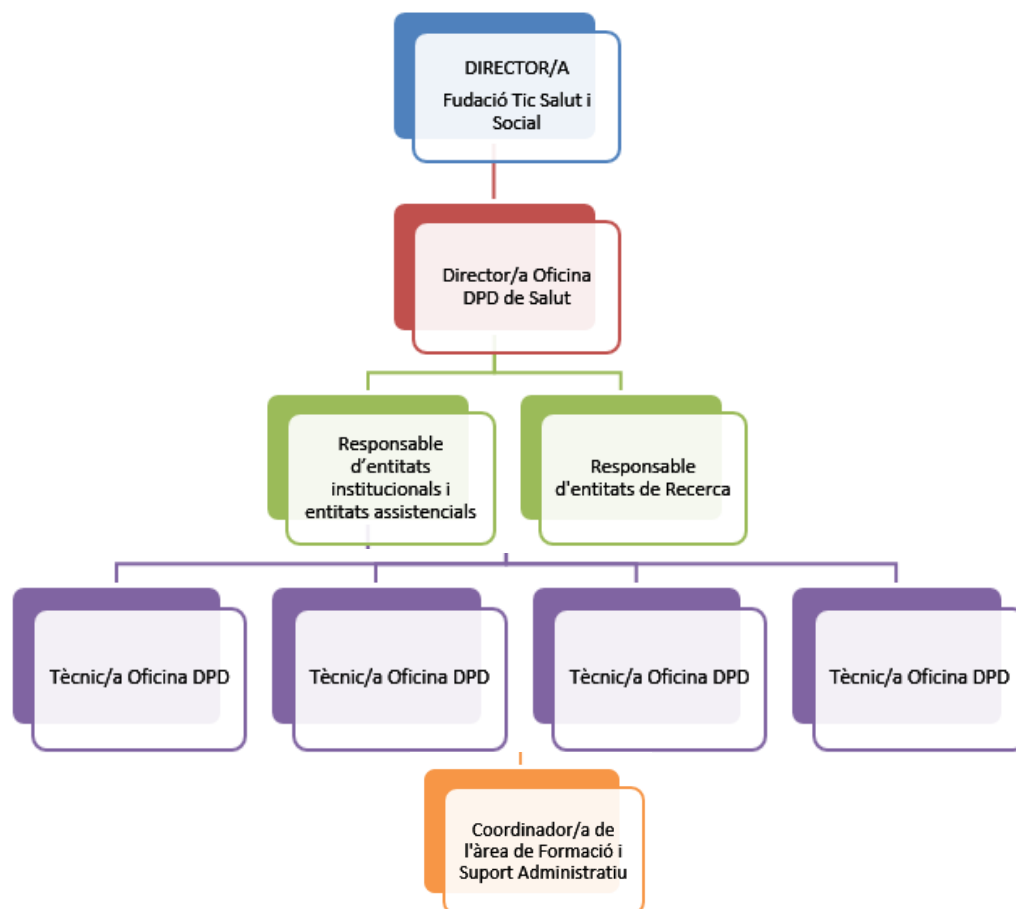 DIRECTOR/A
Fudació Tic Salut i
Social
Director/a Oficina
DPD de Salut
Responsable
d’entitats
institucionals i
entitats assistencials
Responsable
d'entitats de Recerca
Tècnic/a Oficina DPD
Tècnic/a Oficina DPD
Tècnic/a Oficina DPD
Tècnic/a Oficina DPD
Coordinador/a de
l'àrea de Formació i
Suport Administratiu